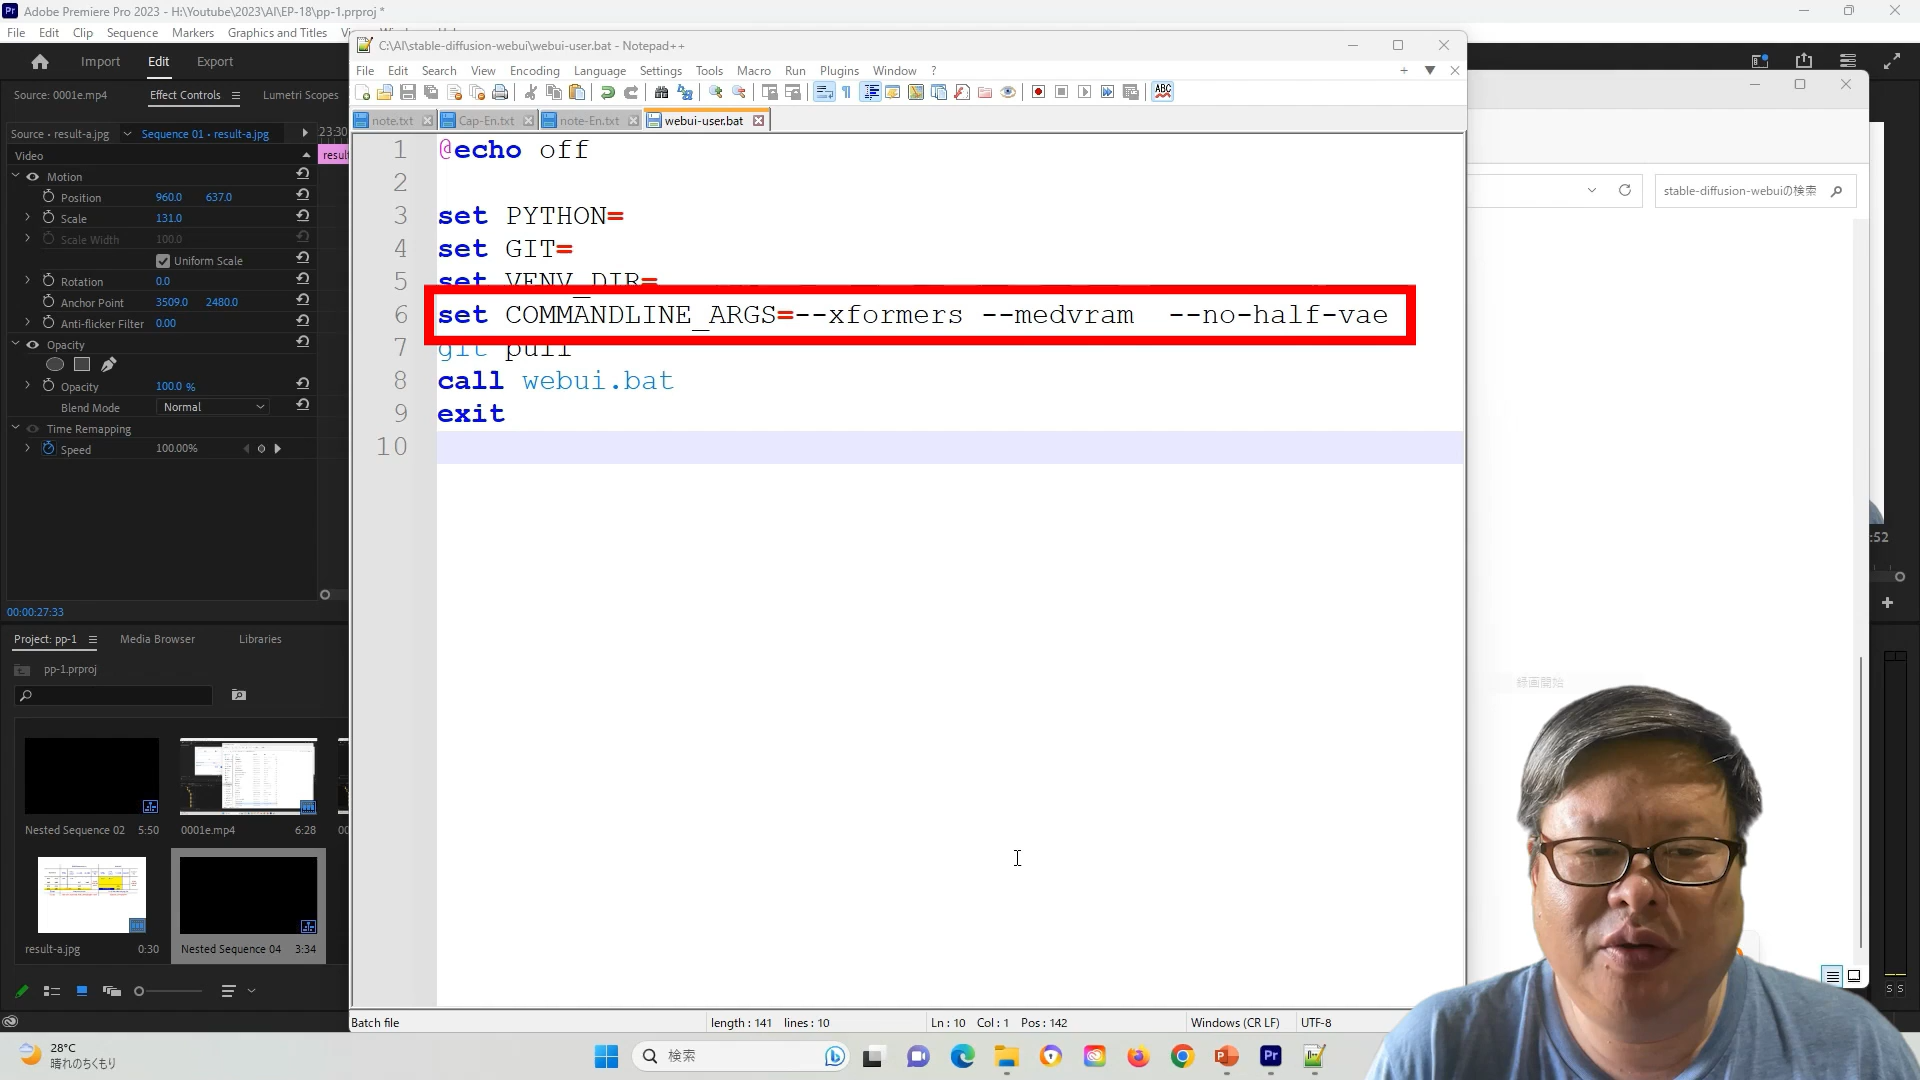 Adobe Premiere Pro 2023 - H:\Youtube\2023\AI\EP-18\pp-1.prproj *
File Edit Clip Sequence Markers Graphics and Titles
Import Edit Export
Source: 0001e.mp4 Effect Controls Lumetri Scopes
Source • result-a.jpg Sequence 01 • result-a.jpg 23:30
Video
Motion
Position 960.0 637.0
Scale 131.0
Scale Width 100.0
Uniform Scale
Rotation 0.0
Anchor Point 3509.0 2480.0
Anti-flicker Filter 0.00
Opacity
Opacity 100.0 %
Blend Mode Normal
Time Remapping
Speed 100.00%
00:00:27:33
Project: pp-1 Media Browser Libraries
pp-1.prproj
Nested Sequence 02 5:50
0001e.mp4 6:28
result-a.jpg 0:30
Nested Sequence 04 3:34
C:\AI\stable-diffusion-webui\webui-user.bat - Notepad++
File Edit Search View Encoding Language Settings Tools Macro Run Plugins Window ?
note.txt Cap-En.txt note-En.txt webui-user.bat
1 @echo off
2
3 set PYTHON=
4 set GIT=
5 set VENV_DIR=
6 set COMMANDLINE_ARGS=--xformers --medvram --no-half-vae
7 git pull
8 call webui.bat
9 exit
10
Batch file length : 141 lines : 10 Ln : 10 Col : 1 Pos : 142 Windows (CR LF) UTF-8
stable-diffusion-webuiの検索
:52
録画開始
S S
28°C
晴れのちくもり
検索